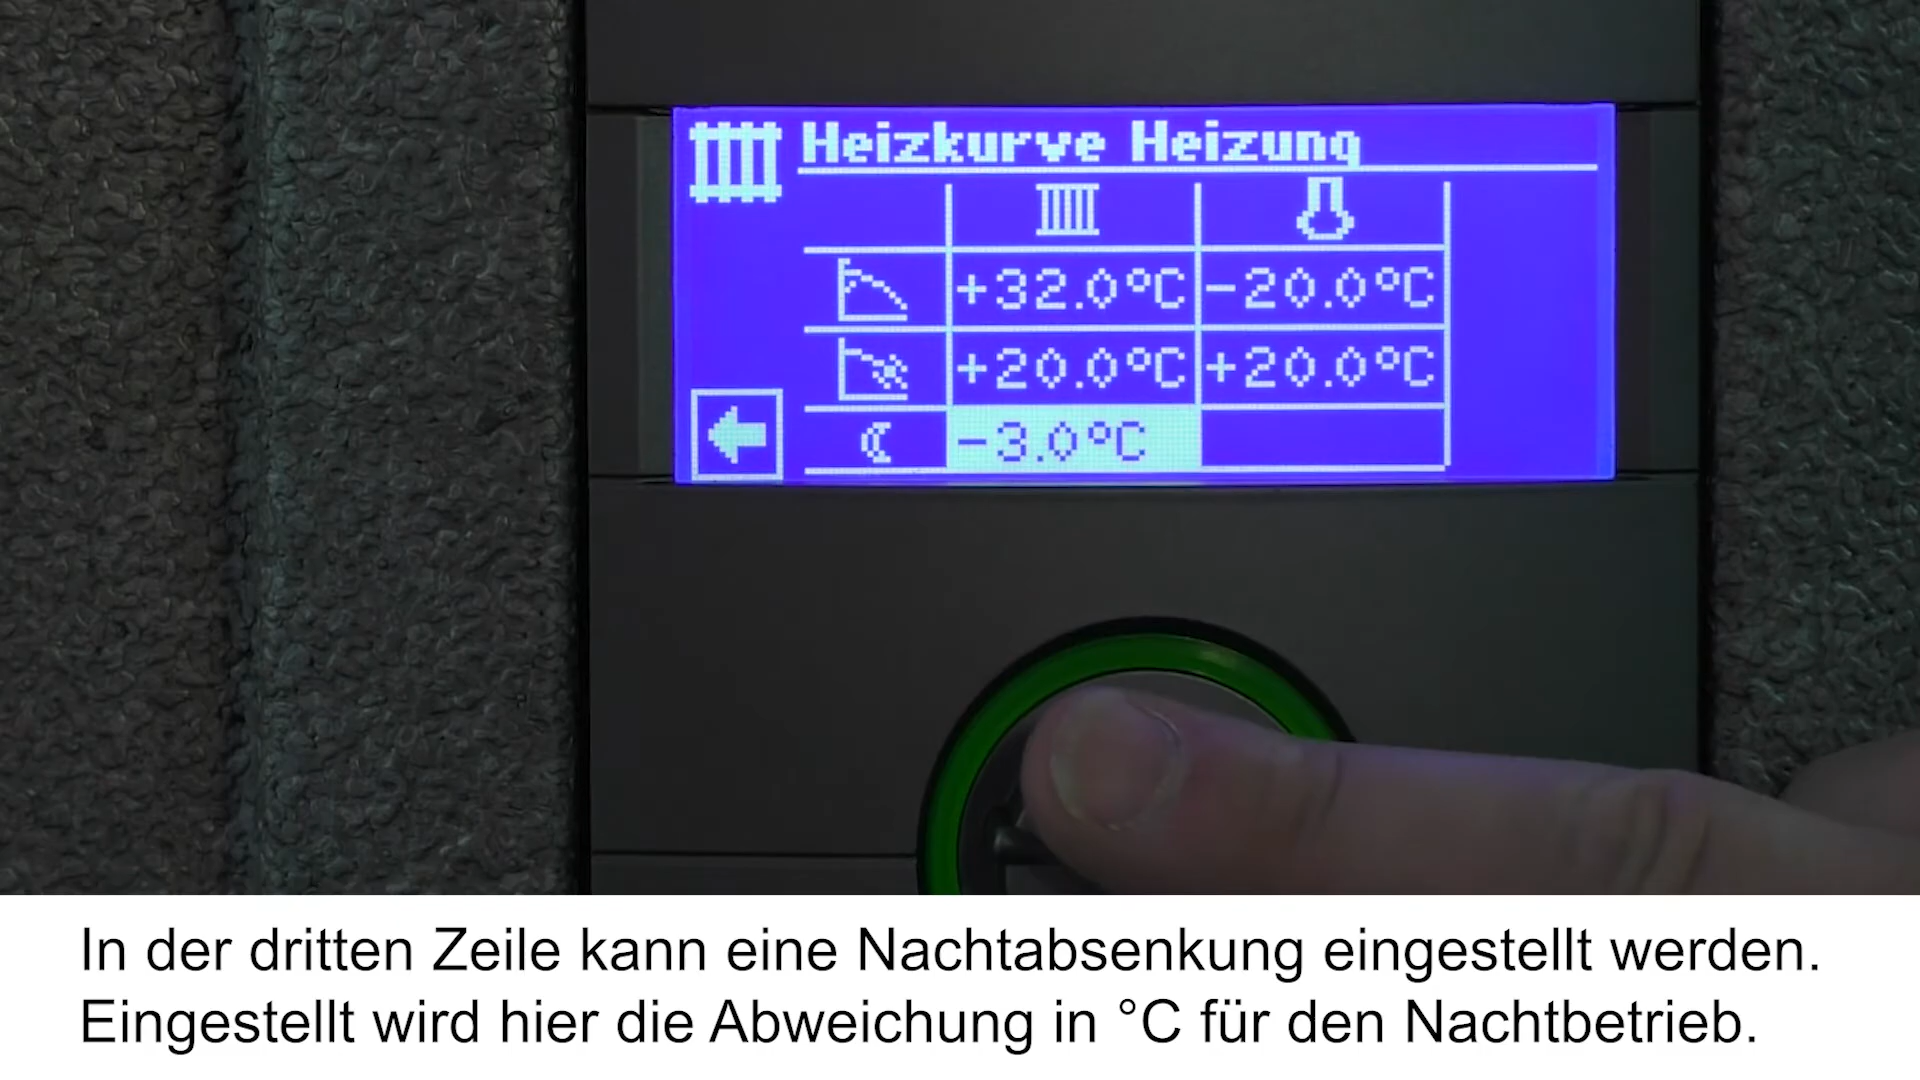 Heizkurve Heizung
+32.0°C -20.0°C
+20.0°C +20.0°C
-3.0°C
In der dritten Zeile kann eine Nachtabsenkung eingestellt werden.
Eingestellt wird hier die Abweichung in °C für den Nachtbetrieb.